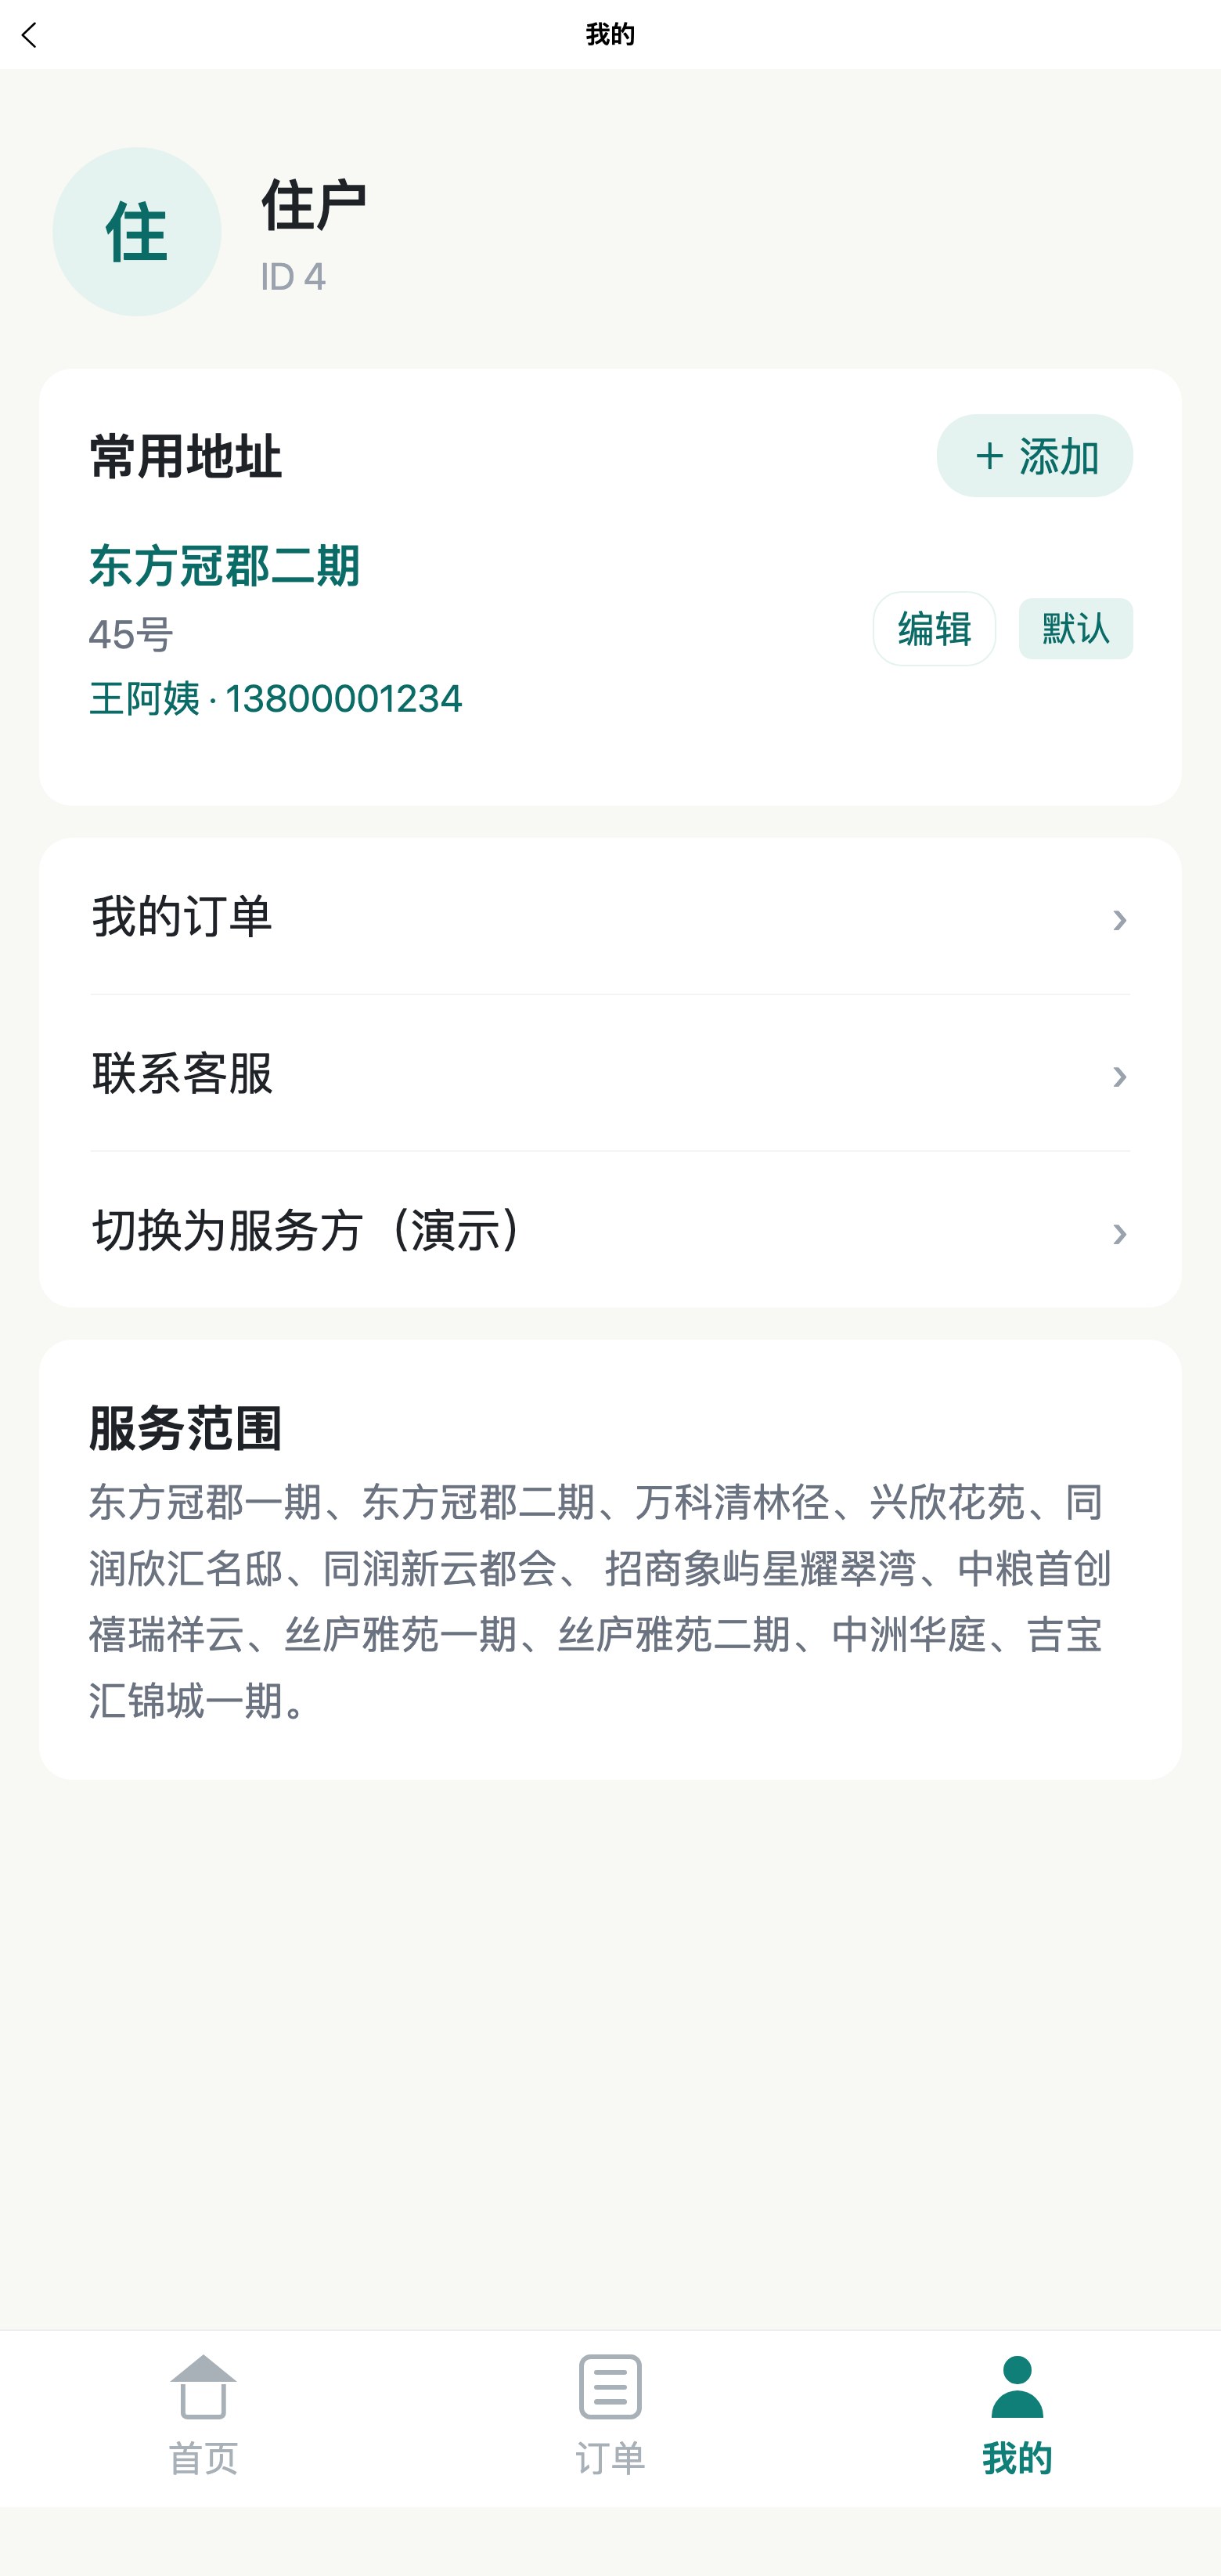 我的
住
住户
ID 4
常用地址
+ 添加
东方冠郡二期
45号
编辑
默认
王阿姨 · 13800001234
我的订单
联系客服
切换为服务方（演示）
服务范围
东方冠郡一期、东方冠郡二期、万科清林径、兴欣花苑、同
润欣汇名邸、同润新云都会、 招商象屿星耀翠湾、中粮首创
禧瑞祥云、丝庐雅苑一期、丝庐雅苑二期、中洲华庭、吉宝
汇锦城一期。
首页
订单
我的